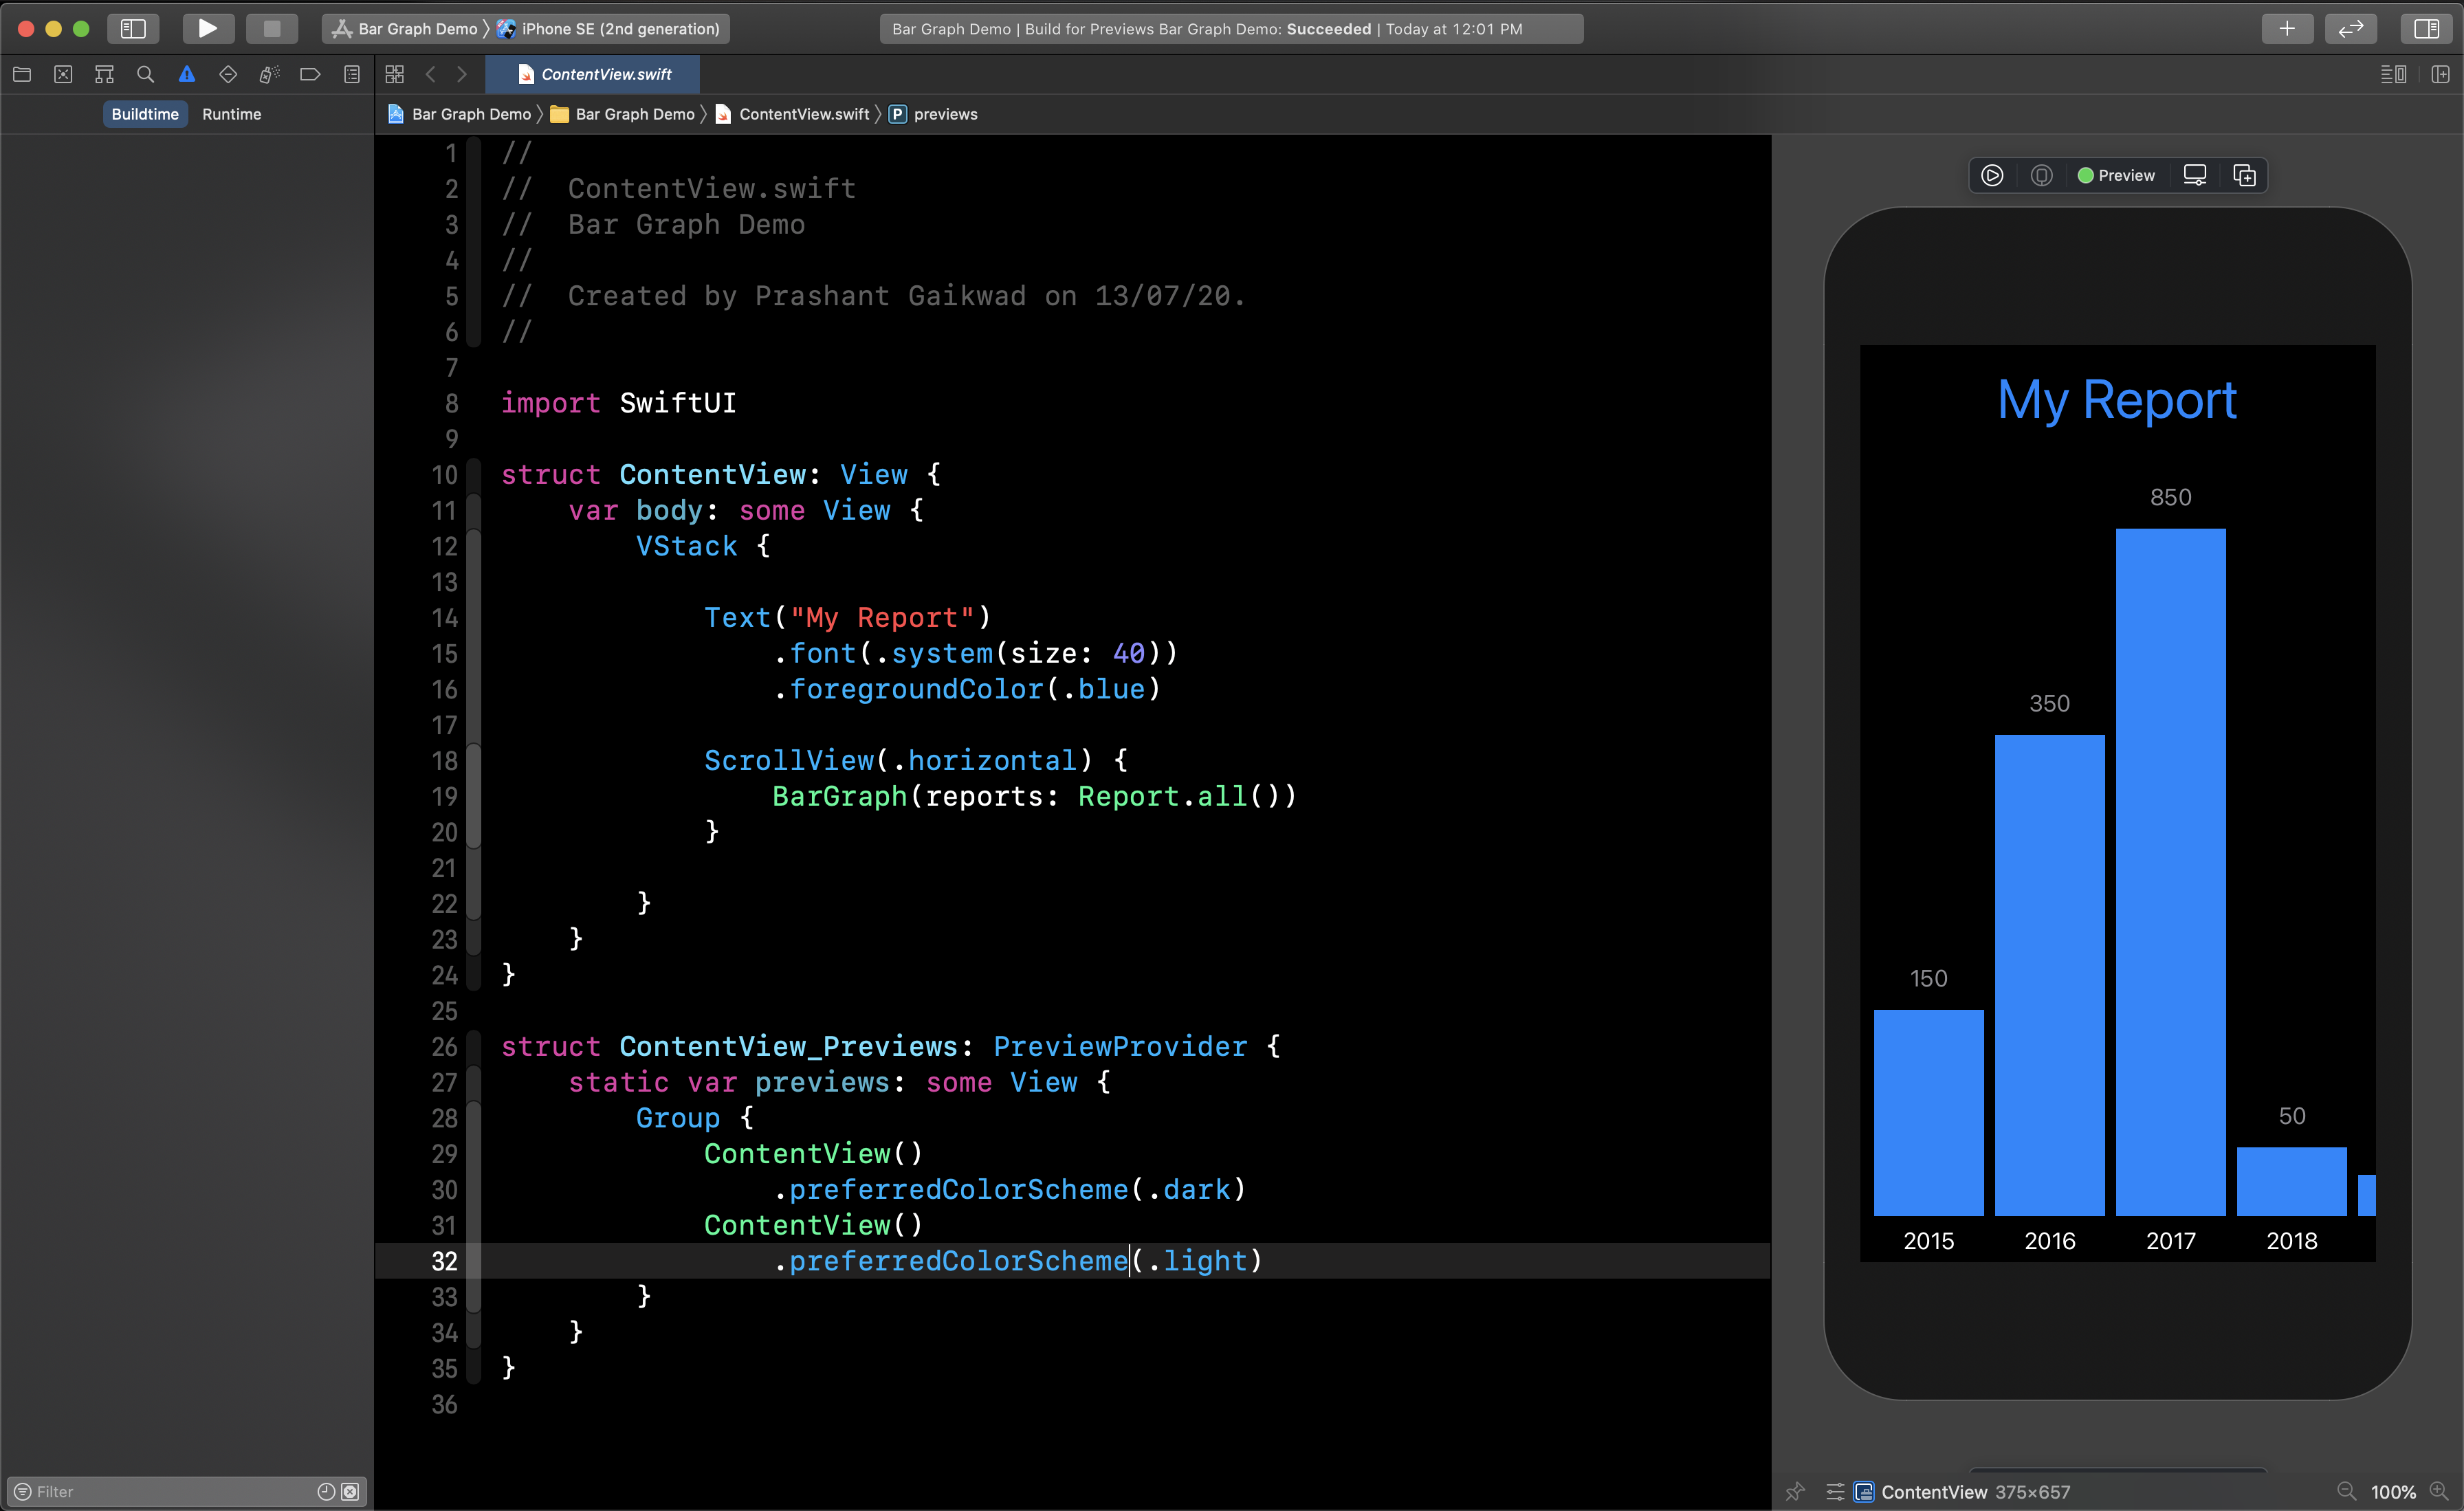 Bar Graph Demo iPhone SE (2nd generation)
Bar Graph Demo | Build for Previews Bar Graph Demo: Succeeded | Today at 12:01 PM
ContentView.swift
Buildtime Runtime
Bar Graph Demo Bar Graph Demo ContentView.swift P previews
1 //
2 //  ContentView.swift
3 //  Bar Graph Demo
4 //
5 //  Created by Prashant Gaikwad on 13/07/20.
6 //
7
8 import SwiftUI
9
10 struct ContentView: View {
11     var body: some View {
12         VStack {
13
14             Text("My Report")
15                 .font(.system(size: 40))
16                 .foregroundColor(.blue)
17
18             ScrollView(.horizontal) {
19                 BarGraph(reports: Report.all())
20             }
21
22         }
23     }
24 }
25
26 struct ContentView_Previews: PreviewProvider {
27     static var previews: some View {
28         Group {
29             ContentView()
30                 .preferredColorScheme(.dark)
31             ContentView()
32                 .preferredColorScheme(.light)
33         }
34     }
35 }
36
Preview
My Report
850
350
150
50
2015 2016 2017 2018
Filter
ContentView 375×657
100%